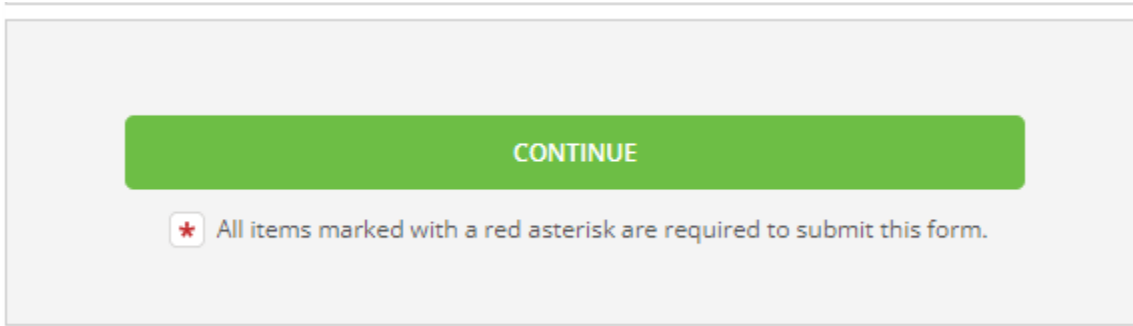 CONTINUE
* All items marked with a red asterisk are required to submit this form.